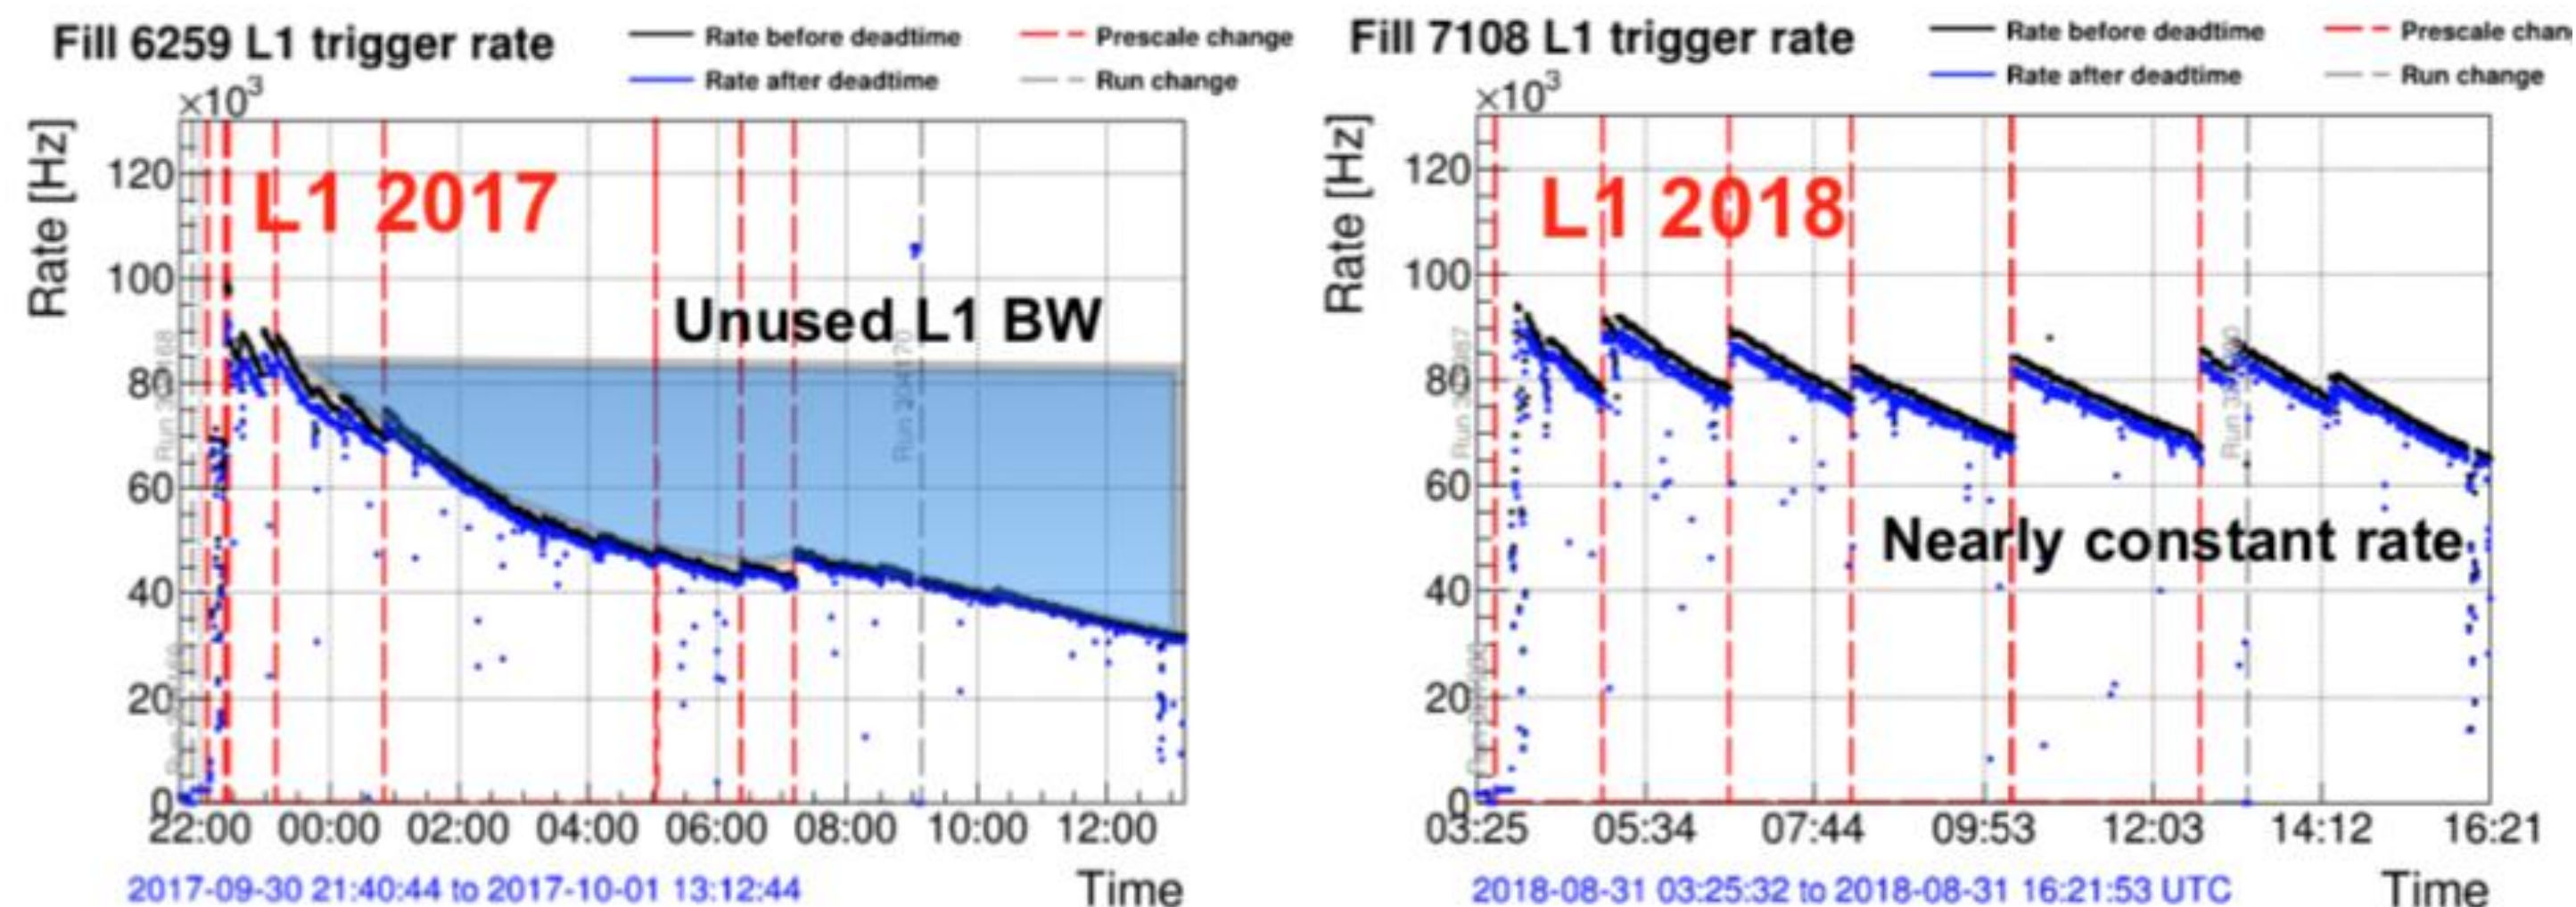 Fill 6259 L1 trigger rate
Rate before deadtime
Prescale change
Rate after deadtime
Run change
×10³
Rate [Hz]
120
100
80
60
40
20
0
L1 2017
Unused L1 BW
22:00 00:00 02:00 04:00 06:00 08:00 10:00 12:00
Time
2017-09-30 21:40:44 to 2017-10-01 13:12:44
Fill 7108 L1 trigger rate
Rate before deadtime
Prescale chan
Rate after deadtime
Run change
×10³
Rate [Hz]
120
100
80
60
40
20
0
L1 2018
Nearly constant rate
Run
Run
Run
Run
03:25 05:34 07:44 09:53 12:03 14:12 16:21
Time
2018-08-31 03:25:32 to 2018-08-31 16:21:53 UTC